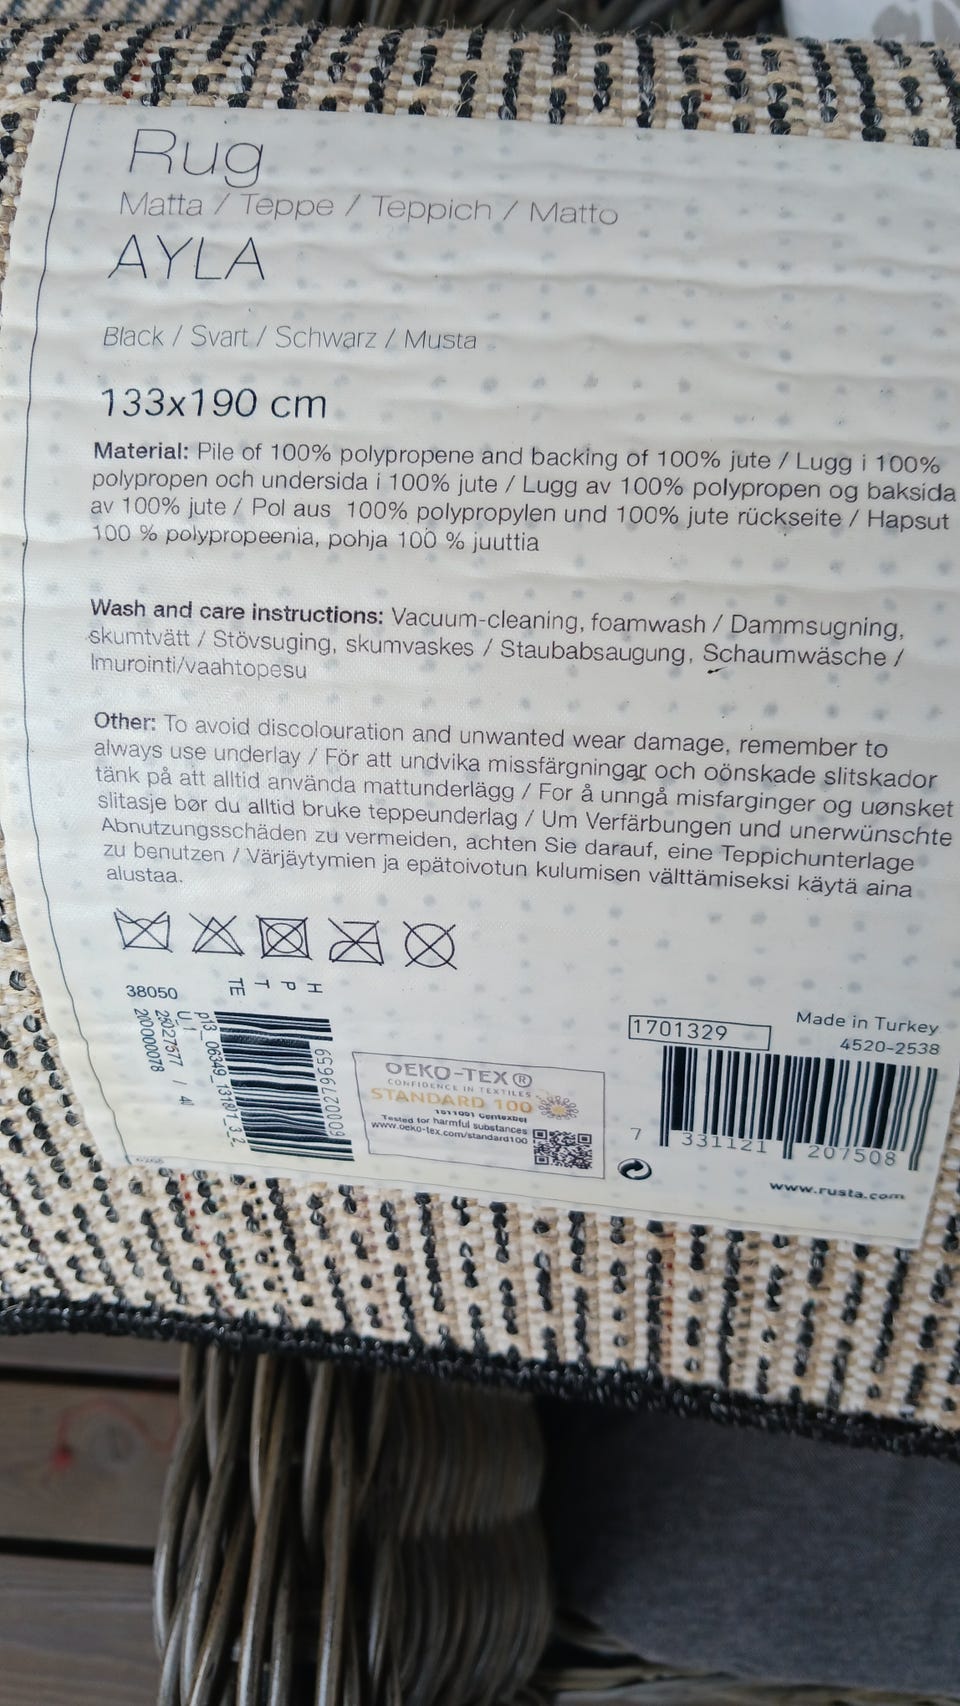 Rug
Matta / Teppe / Teppich / Matto
AYLA
Black / Svart / Schwarz / Musta
133x190 cm
Material: Pile of 100% polypropene and backing of 100% jute / Lugg i 100%
polypropen och undersida i 100% jute / Lugg av 100% polypropen og baksida
av 100% jute / Pol aus 100% polypropylen und 100% jute rückseite / Hapsut
100 % polypropeenia, pohja 100 % juuttia
Wash and care instructions: Vacuum-cleaning, foamwash / Dammsugning,
skumtvätt / Stövsuging, skumvaskes / Staubabsaugung, Schaumwäsche /
Imurointi/vaahtopesu
Other: To avoid discolouration and unwanted wear damage, remember to
always use underlay / För att undvika missfärgningar och oönskade slitskador
tänk på att alltid använda mattunderlägg / For å unngå misfarginger og uønsket
slitasje bør du alltid bruke teppeunderlag / Um Verfärbungen und unerwünschte
Abnutzungsschäden zu vermeiden, achten Sie darauf, eine Teppichunterlage
zu benutzen / Värjäytymien ja epätoivotun kulumisen välttämiseksi käytä aina
alustaa.
38050
H P T TE
6000279659
U.I
25027577 / 4
20000078
OEKO-TEX®
CONFIDENCE IN TEXTILES
STANDARD 100
1611091 Centexbel
Tested for harmful substances
www.oeko-tex.com/standard100
1701329
Made in Turkey
4520-2538
7 331121 207508
www.rusta.com